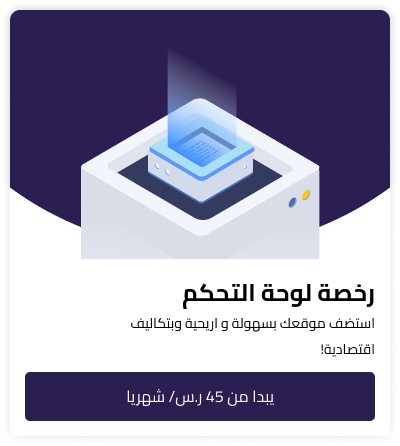 رخصة لوحة التحكم
استضف موقعك بسهولة و اريحية وبتكاليف
اقتصادية!
يبدا من 45 ر.س/ شهريا